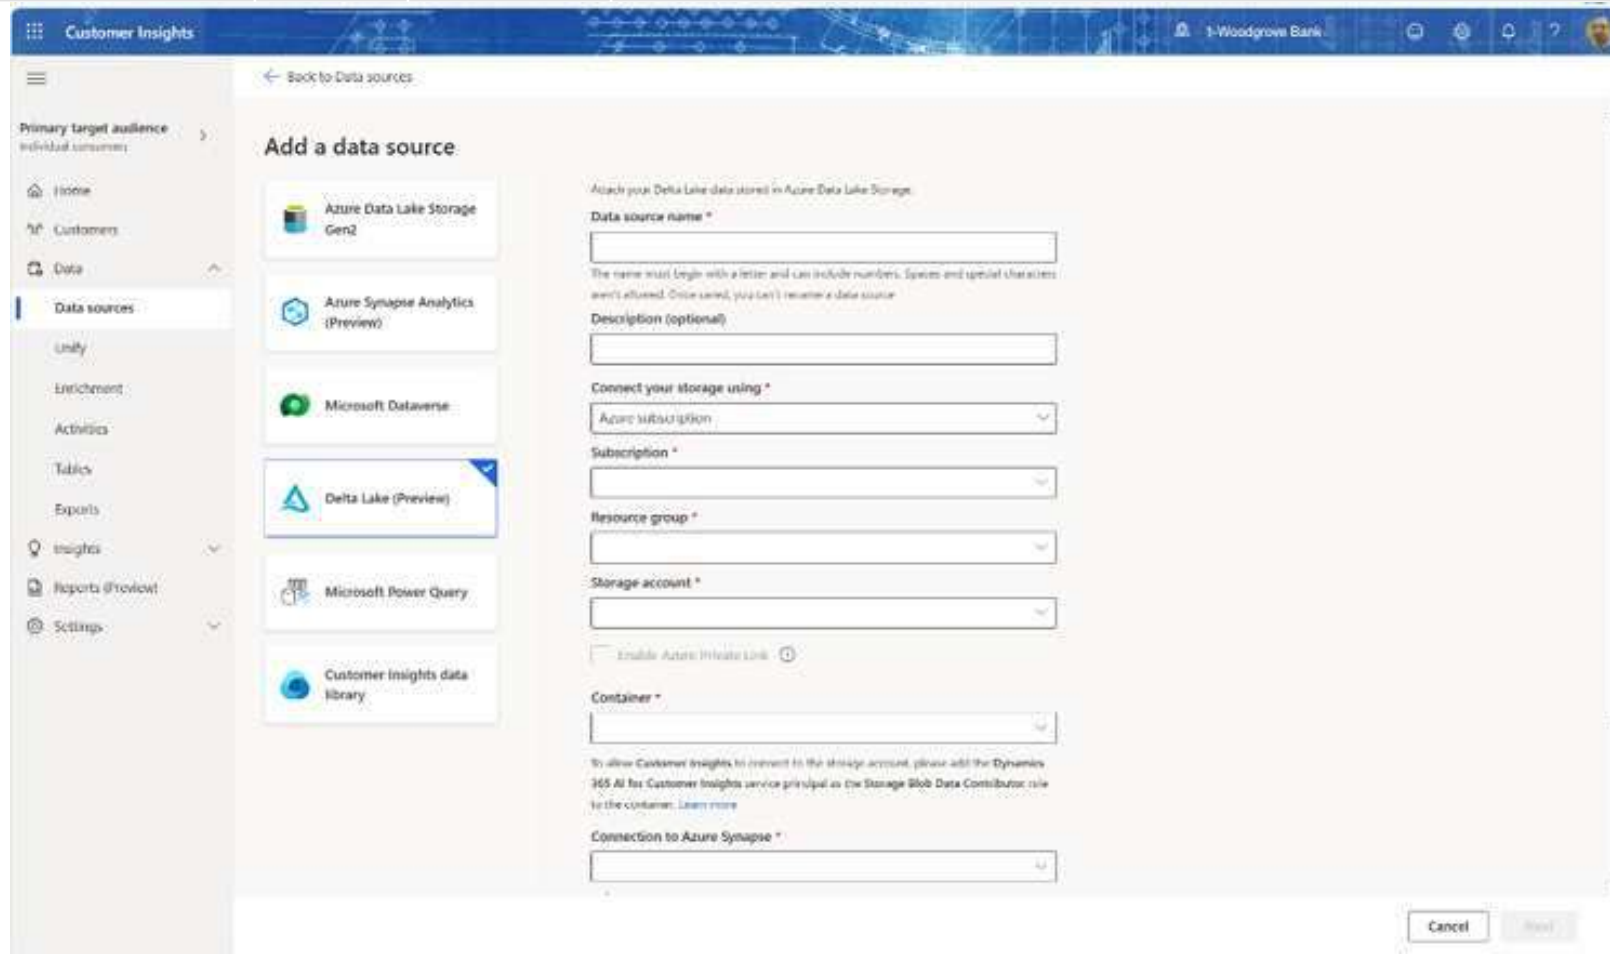 Customer Insights
1-Woodgrove Bank
?
Back to Data sources
Primary target audience
Individual consumers
Home
Customers
Data
Data sources
Unify
Enrichment
Activities
Tables
Exports
Insights
Reports (Preview)
Settings
Add a data source
Azure Data Lake Storage
Gen2
Azure Synapse Analytics
(Preview)
Microsoft Dataverse
Delta Lake (Preview)
Microsoft Power Query
Customer Insights data
library
Attach your Delta Lake data stored in Azure Data Lake Storage.
Data source name *
The name must begin with a letter and can include numbers. Spaces and special characters
aren't allowed. Once saved, you can't rename a data source
Description (optional)
Connect your storage using *
Azure subscription
Subscription *
Resource group *
Storage account *
Enable Azure Private Link
Container *
To allow Customer Insights to connect to the storage account, please add the Dynamics
365 AI for Customer Insights service principal as the Storage Blob Data Contributor role
to the container. Learn more
Connection to Azure Synapse *
Cancel
Next